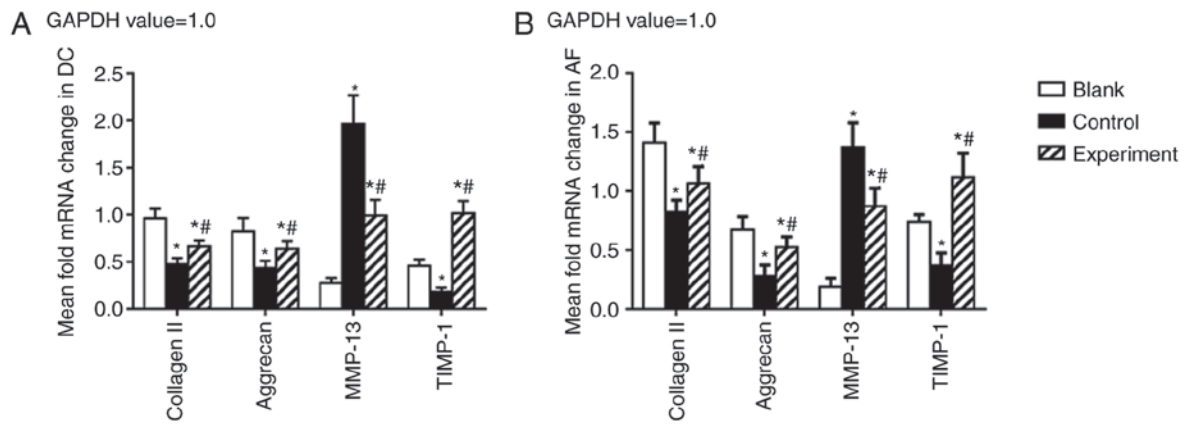 A GAPDH value=1.0
Mean fold mRNA change in DC
2.5
2.0
1.5
1.0
0.5
0.0
* *# * *# * *# * *#
Collagen II
Aggrecan
MMP-13
TIMP-1
B GAPDH value=1.0
Mean fold mRNA change in AF
2.0
1.5
1.0
0.5
0.0
* *# * *# * *# * *#
Collagen II
Aggrecan
MMP-13
TIMP-1
Blank
Control
Experiment